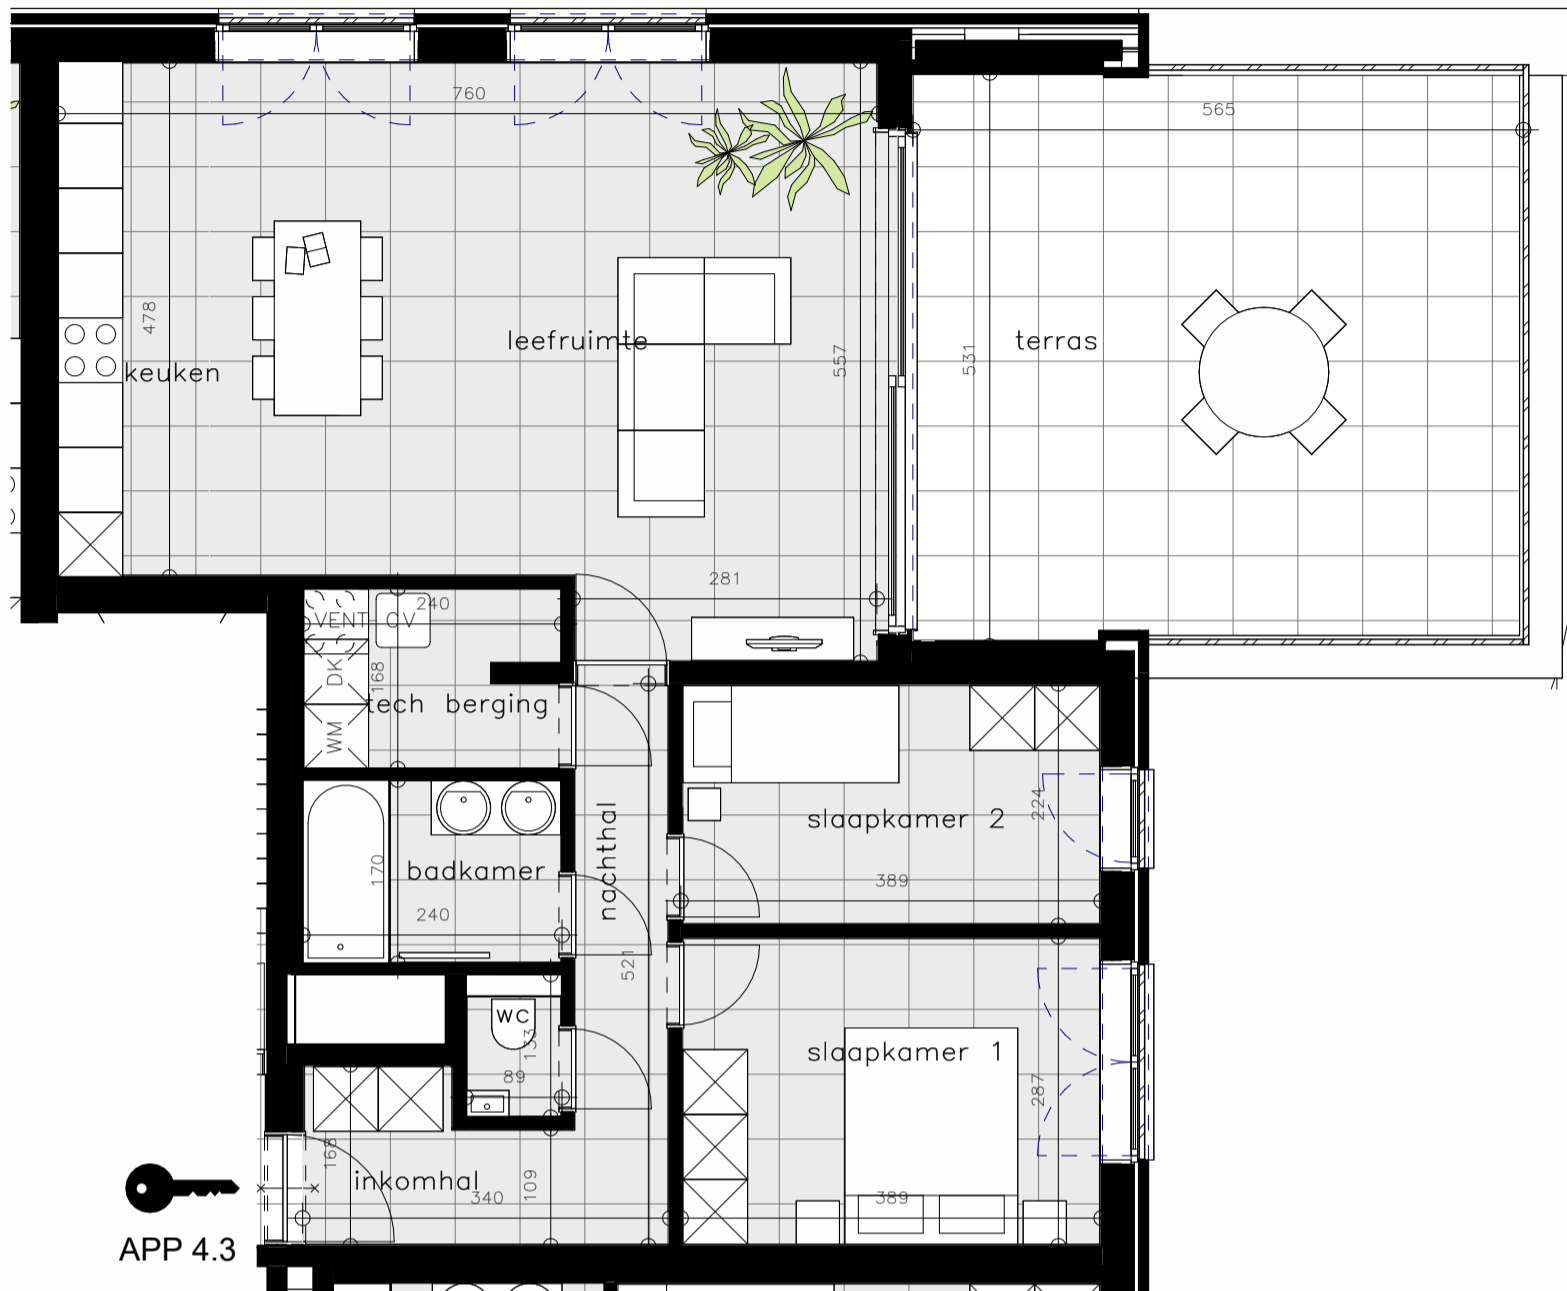 760
565
478
leefruimte
557
531
terras
keuken
281
240
VENT CV
DK
168
tech berging
WM
224
nachthal
slaapkamer 2
170
badkamer
389
240
521
WC
133
slaapkamer 1
89
287
168
inkomhal
109
340
389
APP 4.3